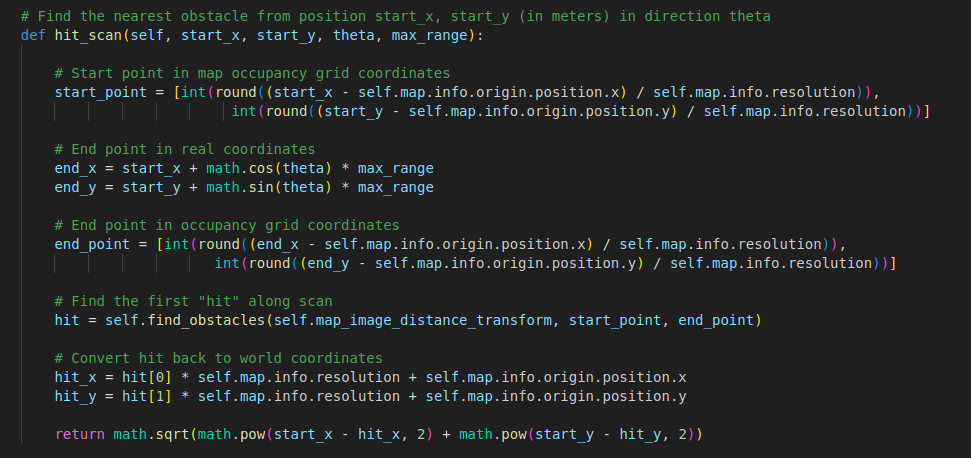 # Find the nearest obstacle from position start_x, start_y (in meters) in direction theta
def hit_scan(self, start_x, start_y, theta, max_range):
# Start point in map occupancy grid coordinates
start_point = [int(round((start_x - self.map.info.origin.position.x) / self.map.info.resolution)),
int(round((start_y - self.map.info.origin.position.y) / self.map.info.resolution))]
# End point in real coordinates
end_x = start_x + math.cos(theta) * max_range
end_y = start_y + math.sin(theta) * max_range
# End point in occupancy grid coordinates
end_point = [int(round((end_x - self.map.info.origin.position.x) / self.map.info.resolution)),
int(round((end_y - self.map.info.origin.position.y) / self.map.info.resolution))]
# Find the first "hit" along scan
hit = self.find_obstacles(self.map_image_distance_transform, start_point, end_point)
# Convert hit back to world coordinates
hit_x = hit[0] * self.map.info.resolution + self.map.info.origin.position.x
hit_y = hit[1] * self.map.info.resolution + self.map.info.origin.position.y
return math.sqrt(math.pow(start_x - hit_x, 2) + math.pow(start_y - hit_y, 2))